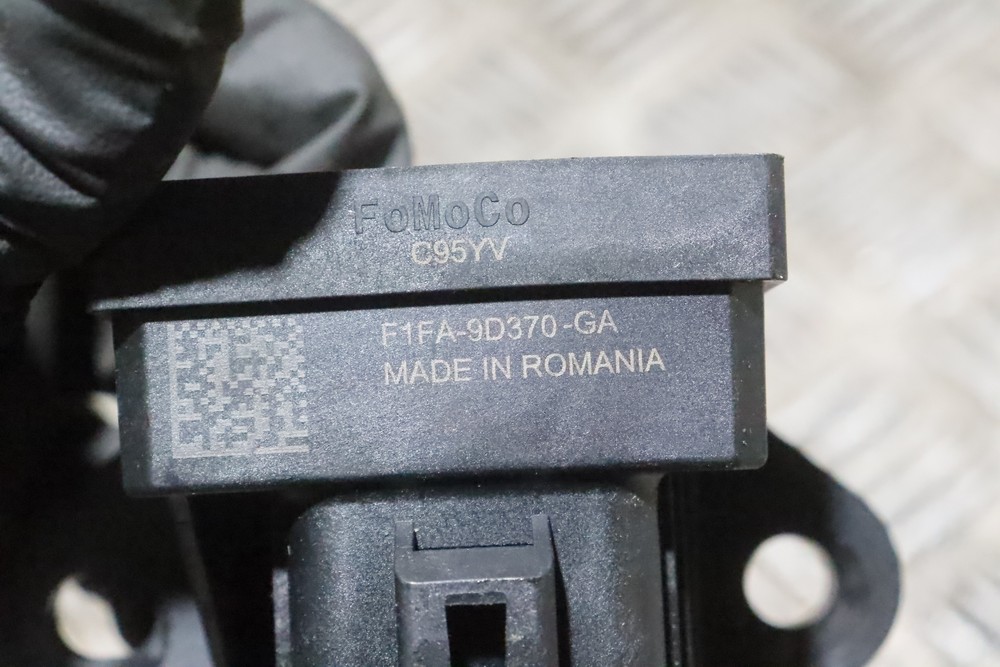 FoMoCo
C95YV
F1FA-9D370-GA
MADE IN ROMANIA